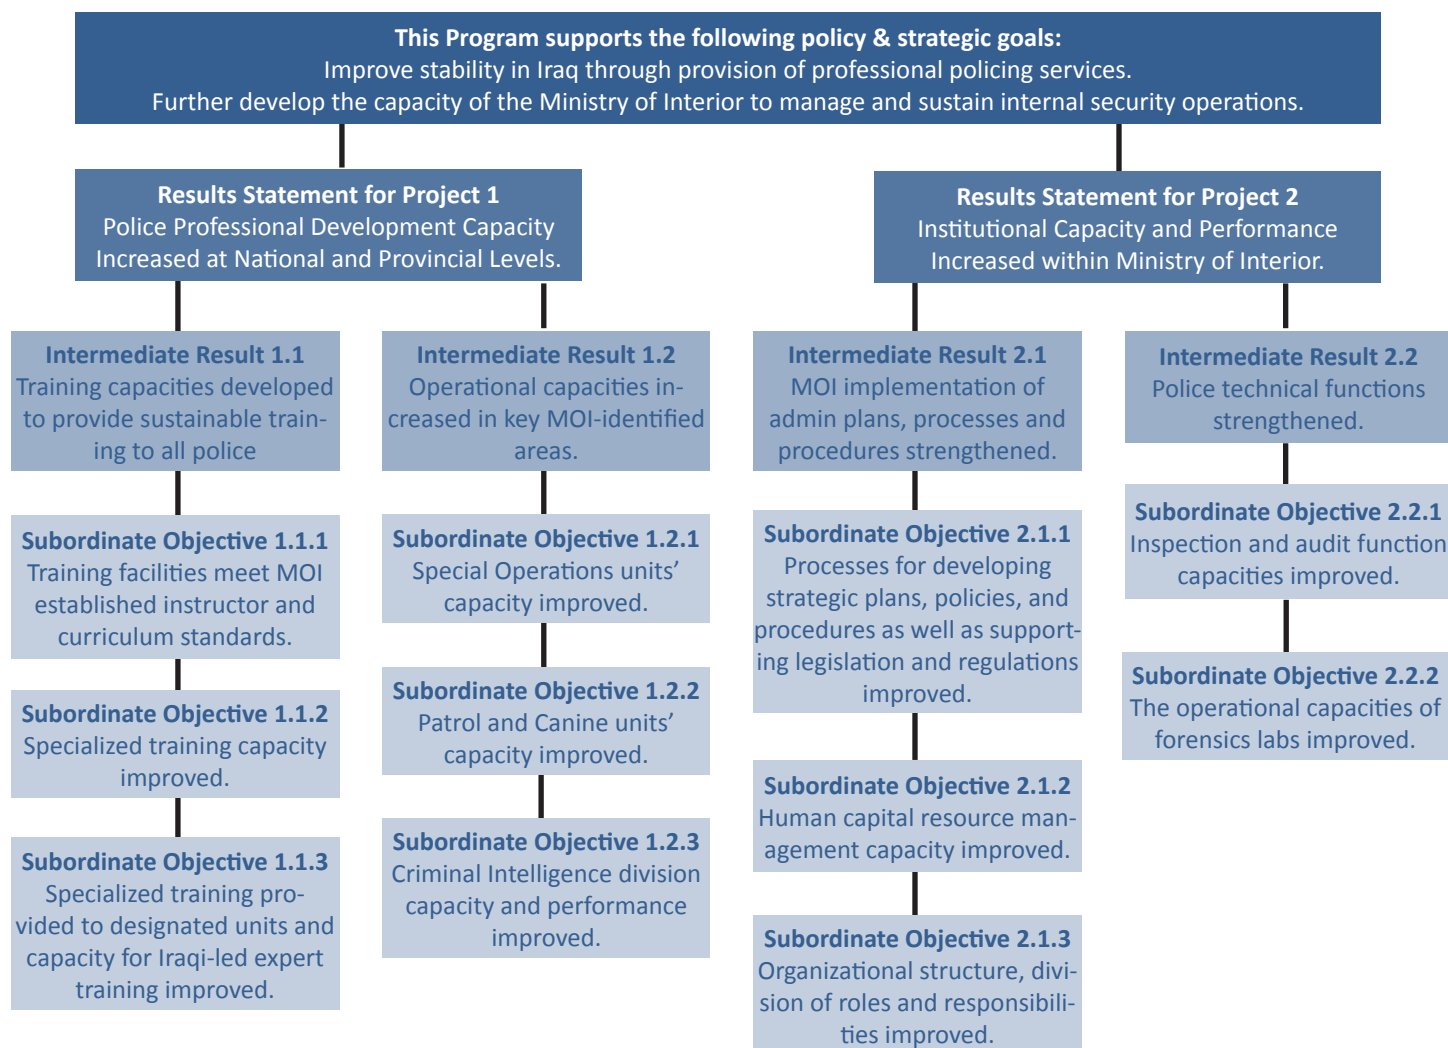 This Program supports the following policy & strategic goals:
Improve stability in Iraq through provision of professional policing services.
Further develop the capacity of the Ministry of Interior to manage and sustain internal security operations.
Results Statement for Project 1
Police Professional Development Capacity
Increased at National and Provincial Levels.
Results Statement for Project 2
Institutional Capacity and Performance
Increased within Ministry of Interior.
Intermediate Result 1.1
Training capacities developed
to provide sustainable train-
ing to all police
Intermediate Result 1.2
Operational capacities in-
creased in key MOI-identified
areas.
Intermediate Result 2.1
MOI implementation of
admin plans, processes and
procedures strengthened.
Intermediate Result 2.2
Police technical functions
strengthened.
Subordinate Objective 1.1.1
Training facilities meet MOI
established instructor and
curriculum standards.
Subordinate Objective 1.1.2
Specialized training capacity
improved.
Subordinate Objective 1.1.3
Specialized training pro-
vided to designated units and
capacity for Iraqi-led expert
training improved.
Subordinate Objective 1.2.1
Special Operations units’
capacity improved.
Subordinate Objective 1.2.2
Patrol and Canine units’
capacity improved.
Subordinate Objective 1.2.3
Criminal Intelligence division
capacity and performance
improved.
Subordinate Objective 2.1.1
Processes for developing
strategic plans, policies, and
procedures as well as support-
ing legislation and regulations
improved.
Subordinate Objective 2.1.2
Human capital resource man-
agement capacity improved.
Subordinate Objective 2.1.3
Organizational structure, divi-
sion of roles and responsibili-
ties improved.
Subordinate Objective 2.2.1
Inspection and audit function
capacities improved.
Subordinate Objective 2.2.2
The operational capacities of
forensics labs improved.